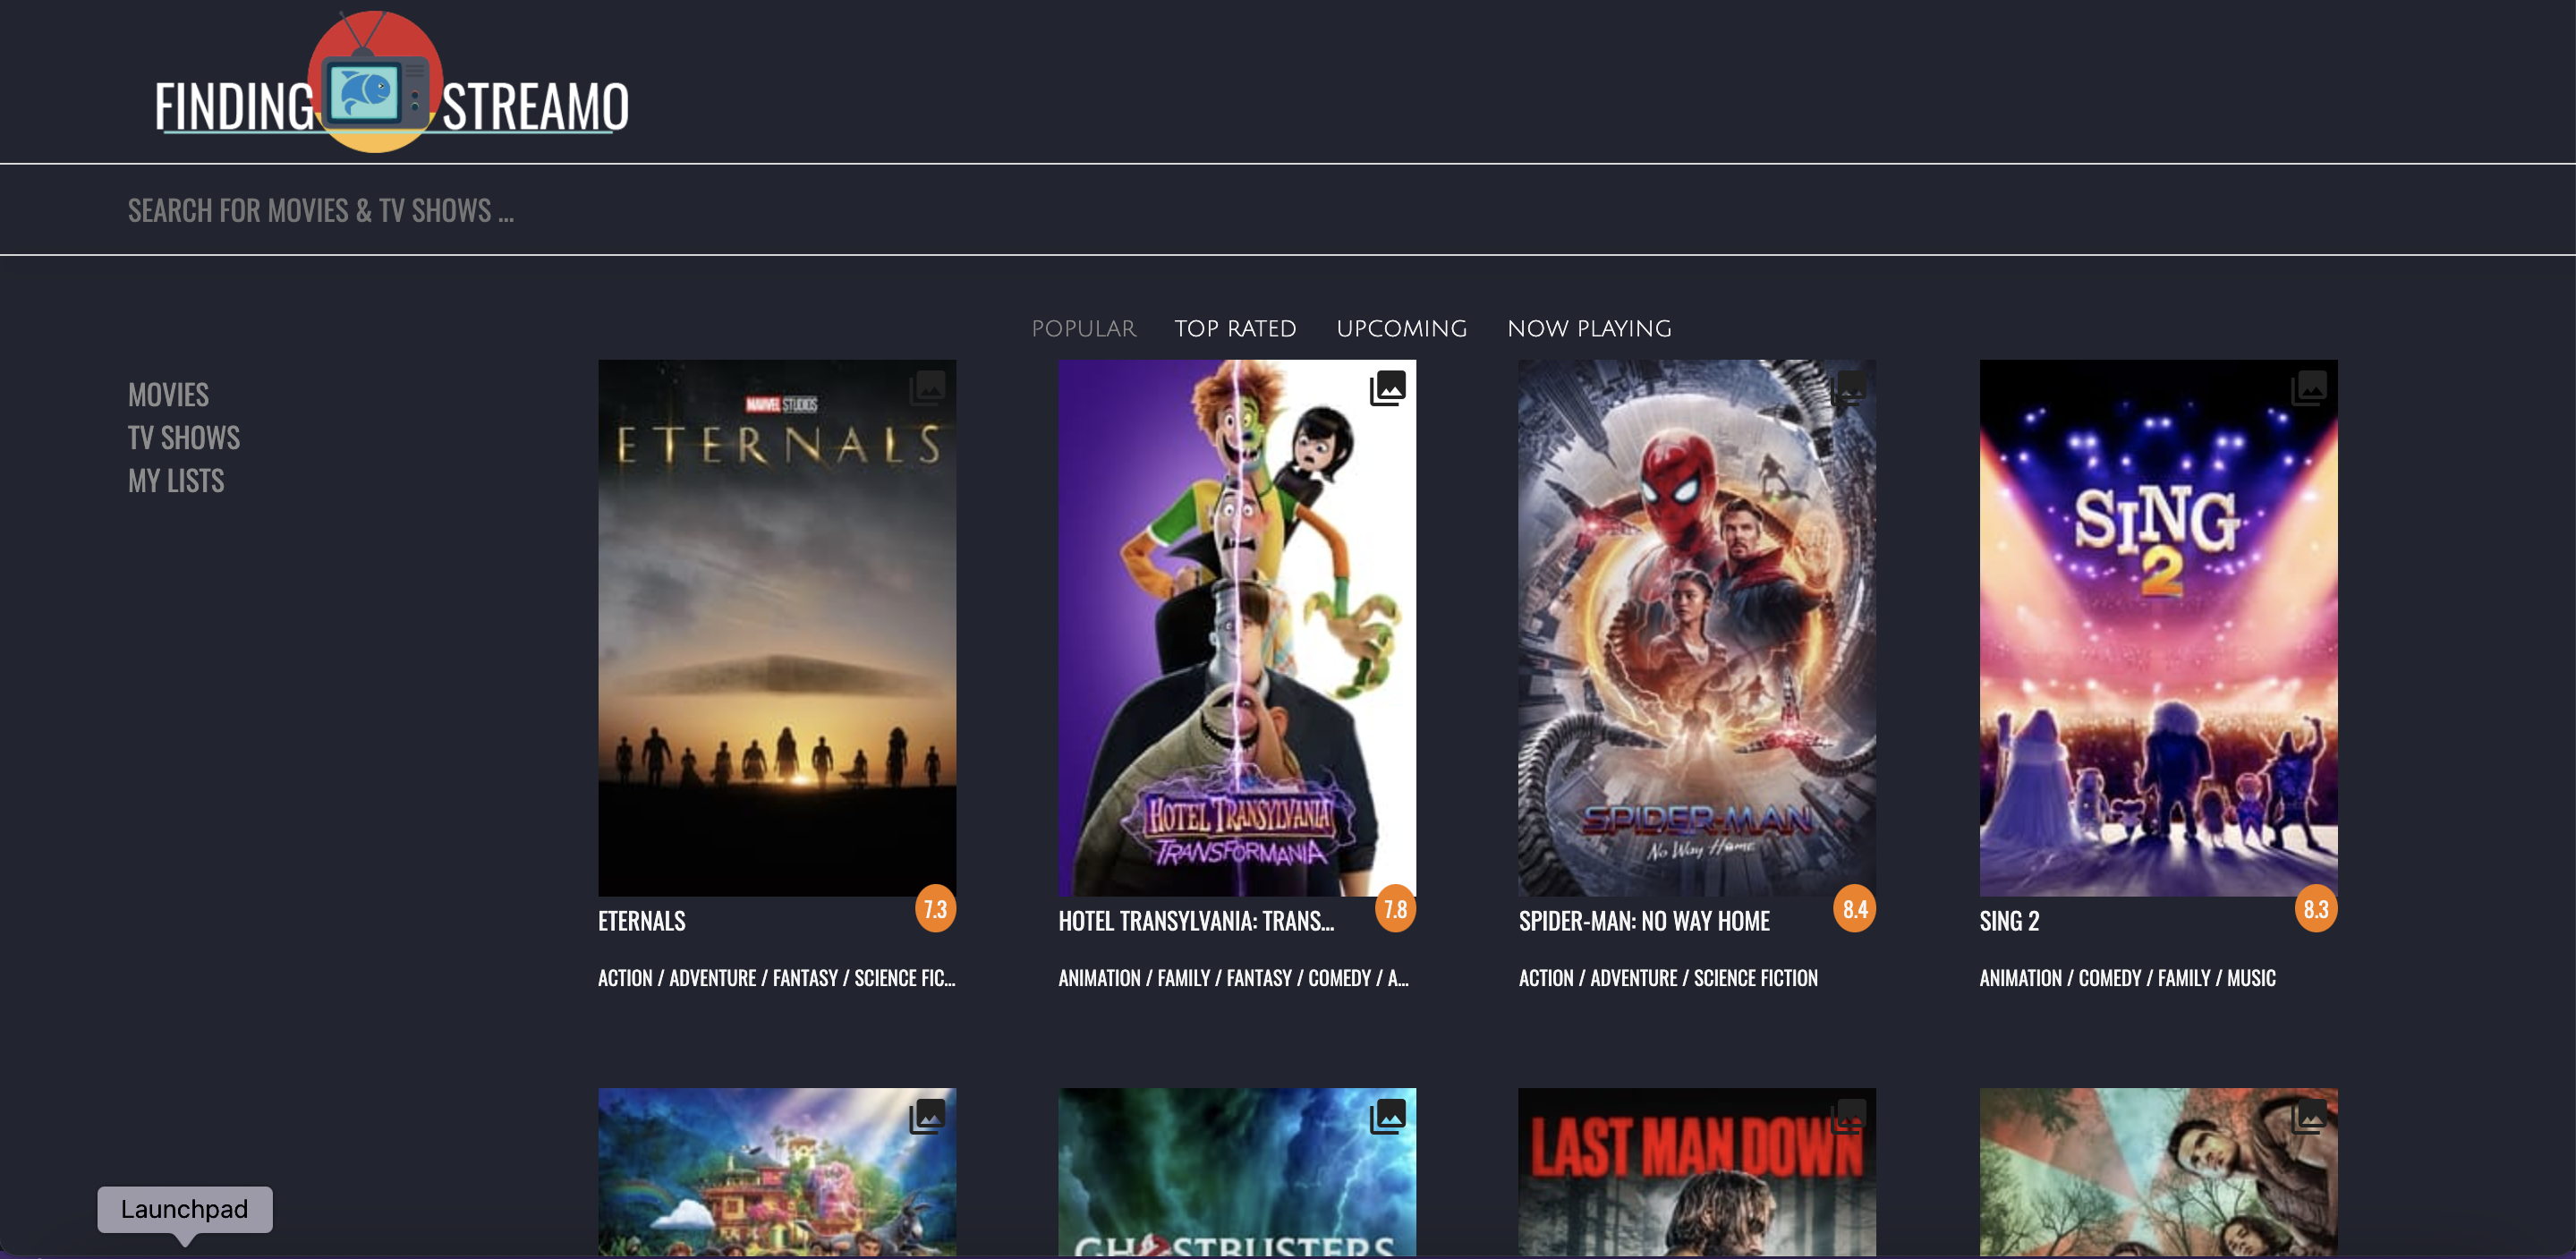 FINDING STREAMO
SEARCH FOR MOVIES & TV SHOWS ...
POPULAR TOP RATED UPCOMING NOW PLAYING
MOVIES
TV SHOWS
MY LISTS
MARVEL STUDIOS
ETERNALS
HOTEL TRANSYLVANIA
TRANSFORMANIA
SPIDER-MAN
No Way Home
SING
2
ETERNALS 7.3
ACTION / ADVENTURE / FANTASY / SCIENCE FIC...
HOTEL TRANSYLVANIA: TRANS... 7.8
ANIMATION / FAMILY / FANTASY / COMEDY / A...
SPIDER-MAN: NO WAY HOME 8.4
ACTION / ADVENTURE / SCIENCE FICTION
SING 2 8.3
ANIMATION / COMEDY / FAMILY / MUSIC
GHOSTBUSTERS
LAST MAN DOWN
Launchpad